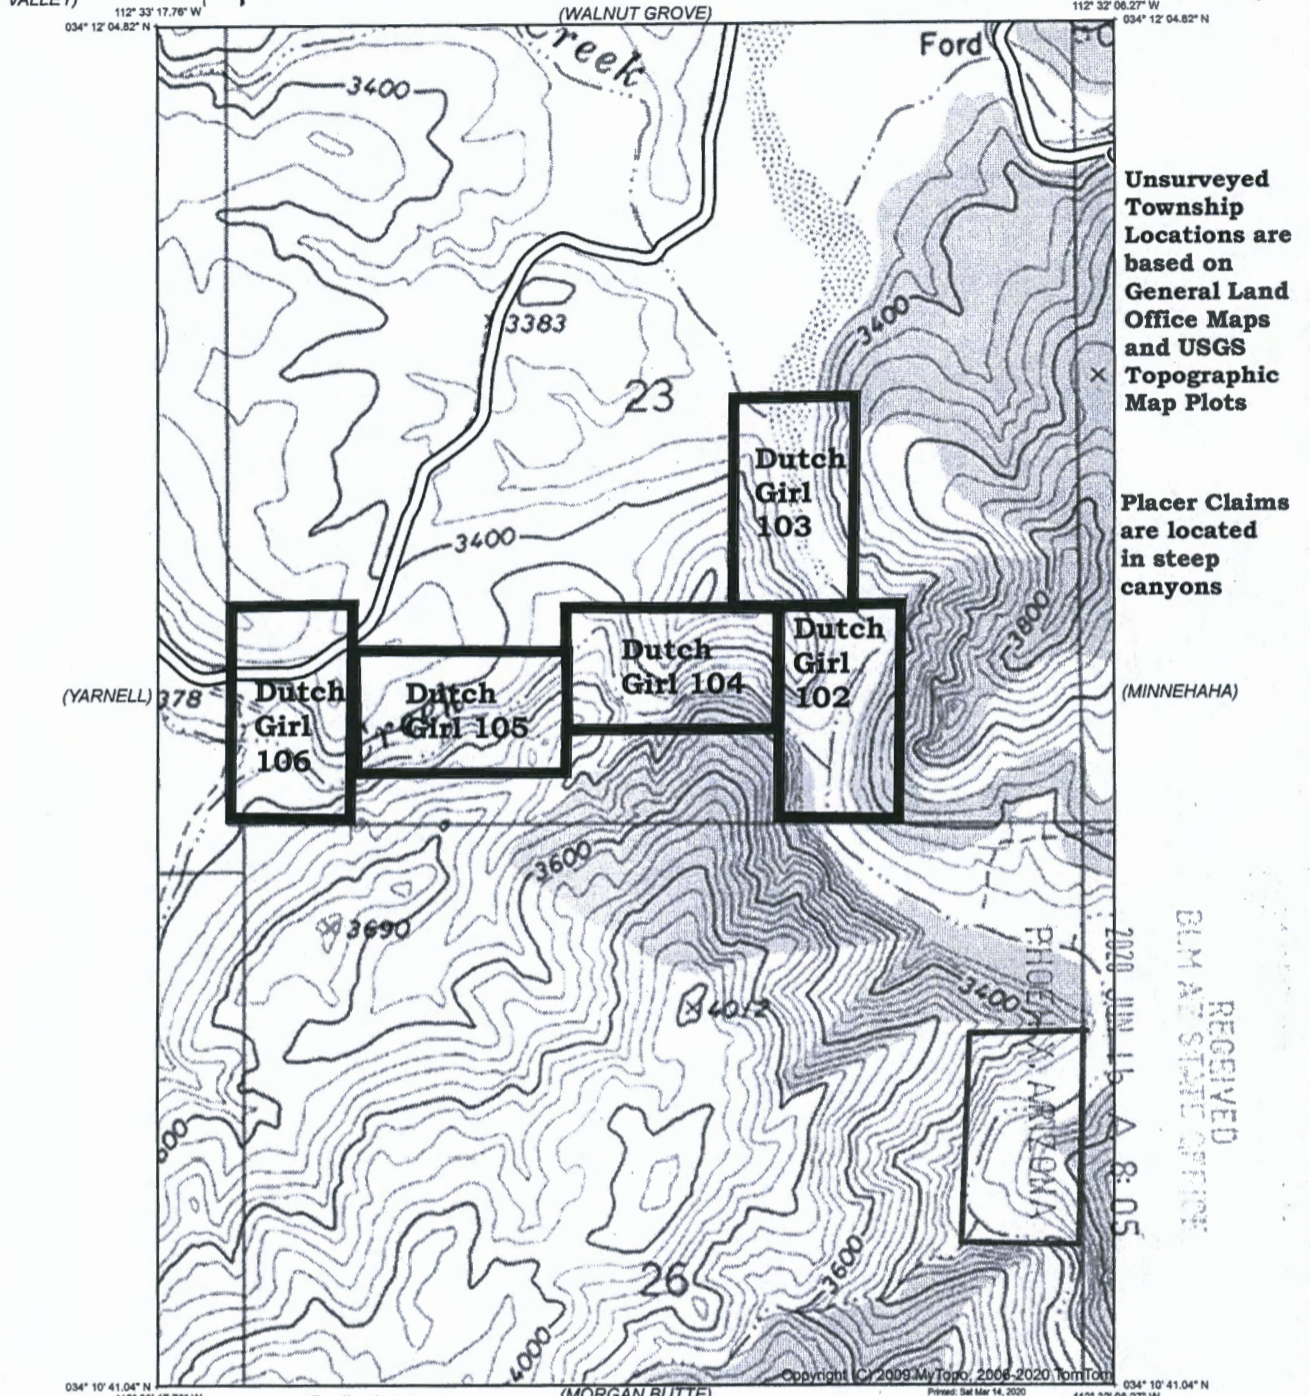 VALLEY)
112° 33' 17.76" W
(WALNUT GROVE)
112° 32' 06.27" W
034° 12' 04.82" N
034° 12' 04.82" N
Creek
Ford
3400
3383
23
3400
3400
3800
Unsurveyed
Township
Locations are
based on
General Land
Office Maps
and USGS
Topographic
Map Plots
Placer Claims
are located
in steep
canyons
Dutch
Girl
103
Dutch
Girl 104
Dutch
Girl
102
Dutch
Girl 105
Creek
Dutch
Girl
106
(YARNELL)
378
(MINNEHAHA)
3600
3690
4012
3400
600
26
3600
4000
RECEIVED
BLM AZ STATE OFFICE
2020 JUN 15 A 8:05
PHOENIX, ARIZONA
Copyright (C) 2009 MyTopo, 2006-2020 TomTom
034° 10' 41.04" N
(MORGAN BUTTE)
Printed: Sat Mar 14, 2020
034° 10' 41.04" N